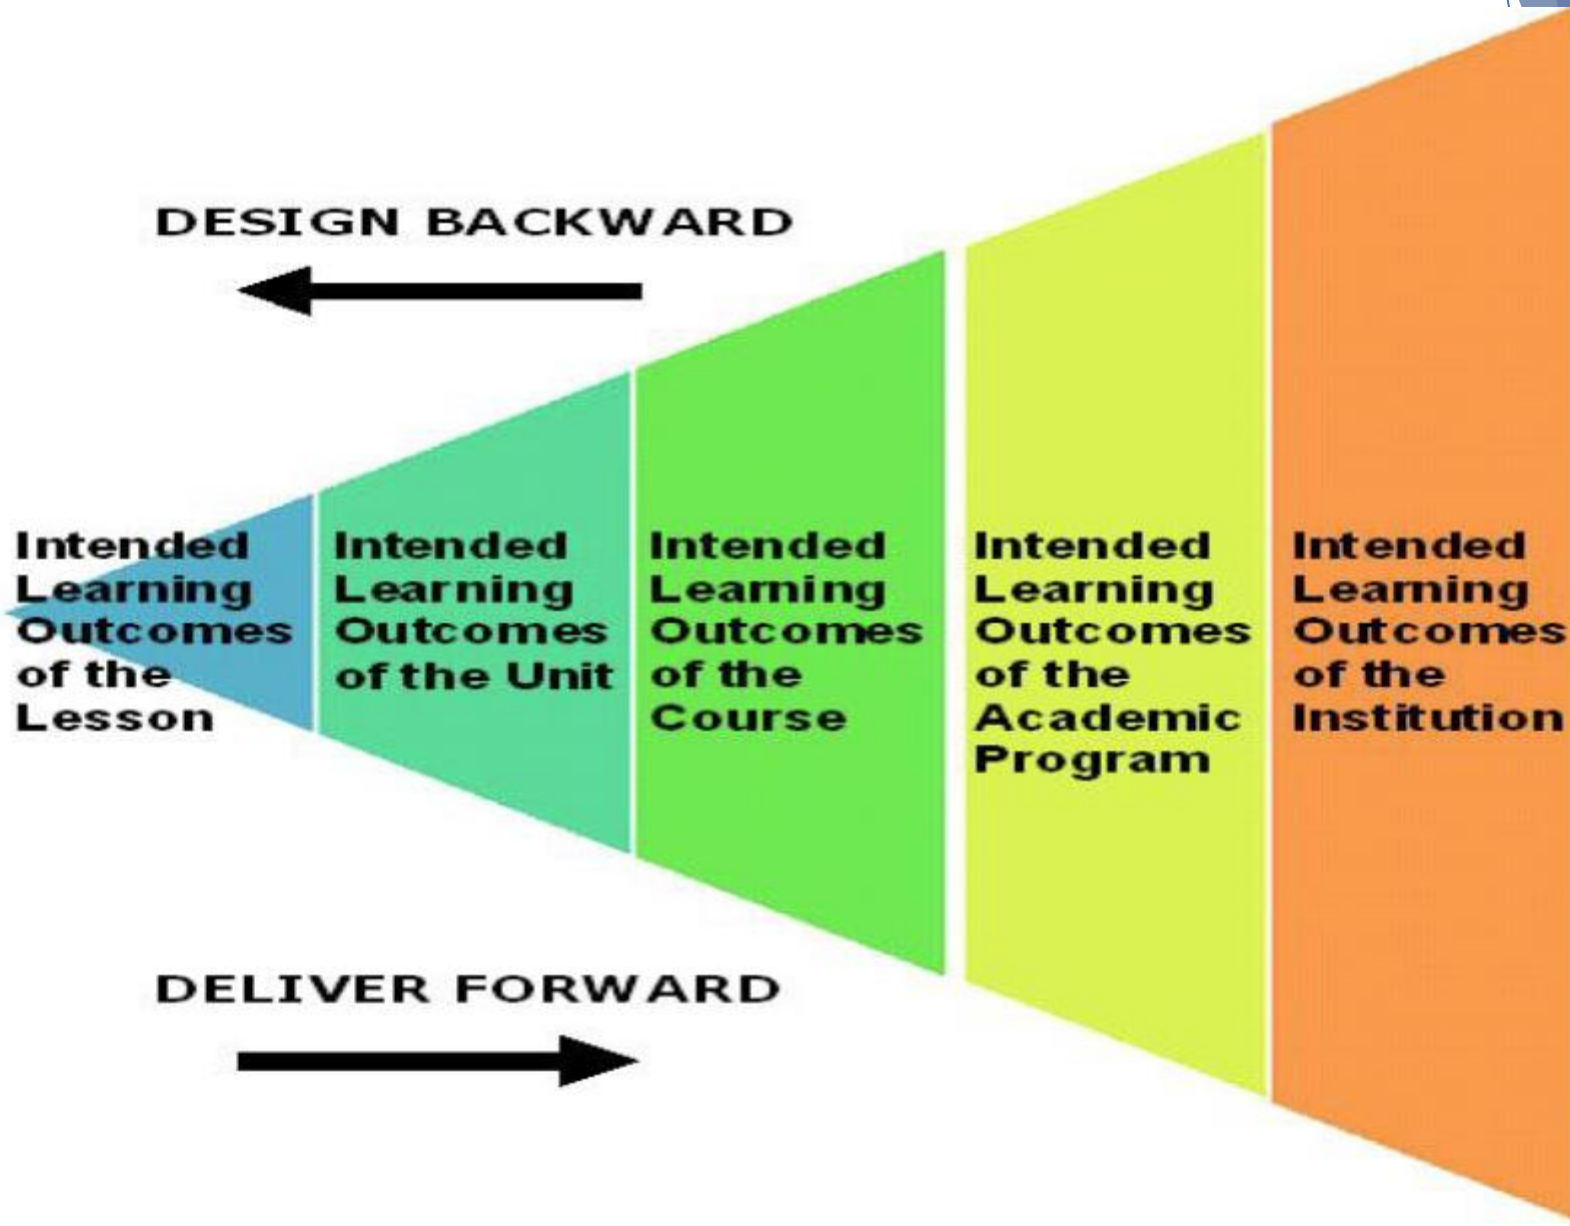 DESIGN BACKWARD
Intended
Learning
Outcomes
of the
Lesson
Intended
Learning
Outcomes
of the Unit
Intended
Learning
Outcomes
of the
Course
Intended
Learning
Outcomes
of the
Academic
Program
Intended
Learning
Outcomes
of the
Institution
DELIVER FORWARD